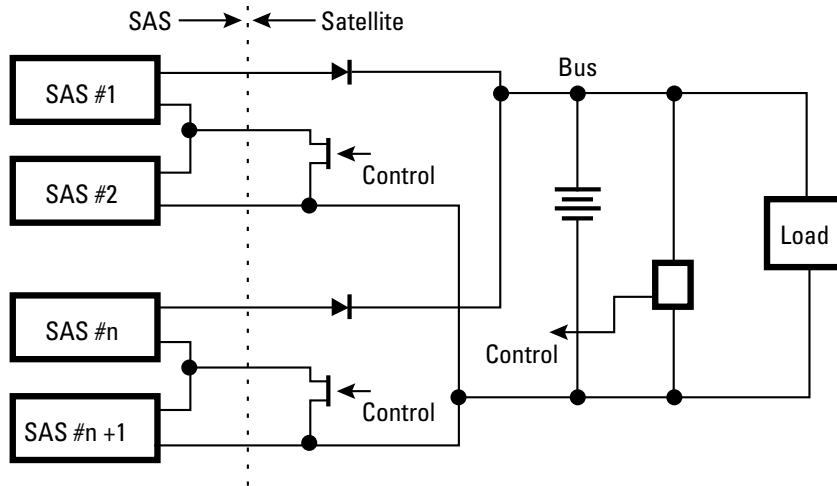 SAS
Satellite
SAS #1
Bus
SAS #2
Control
Load
SAS #n
Control
SAS #n +1
Control